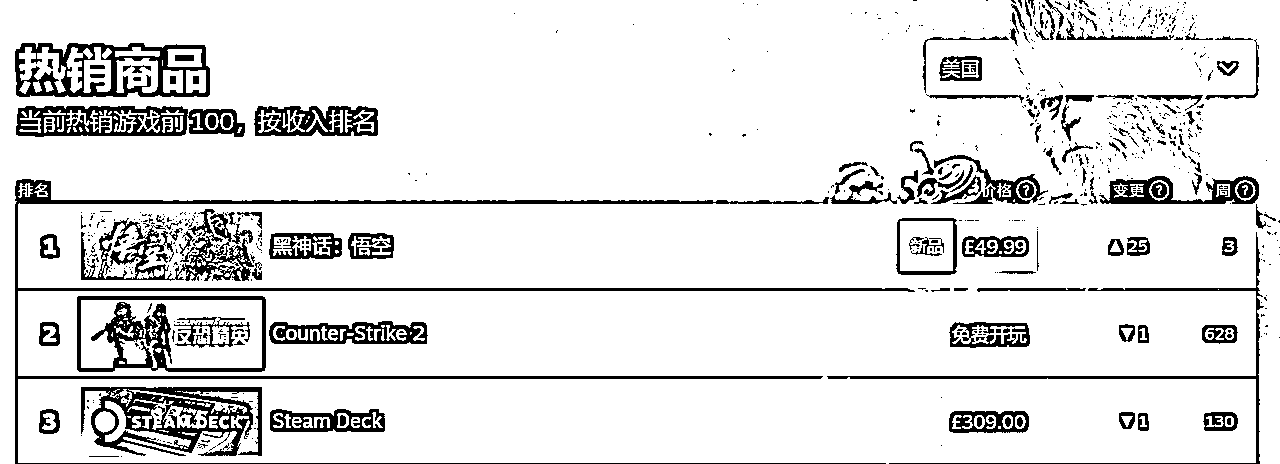 热销商品
美国
当前热销游戏前 100，按收入排名
排名 价格 ? 变更 ? 周 ?
1 黑神话：悟空 新品 £49.99 ▲ 25 3
2 反恐精英 Counter-Strike 2 免费开玩 ▼ 1 628
3 STEAM DECK Steam Deck £309.00 ▼ 1 130